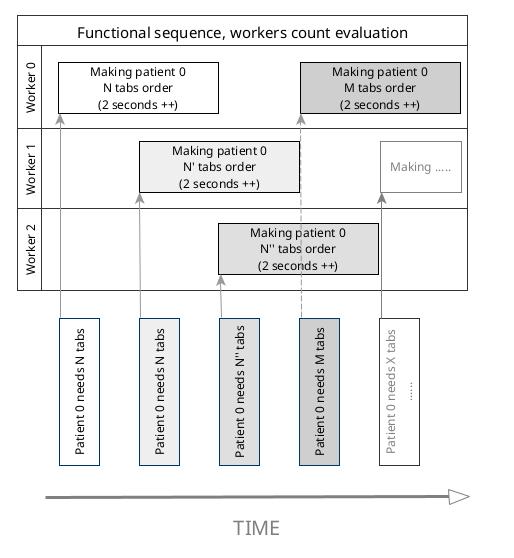 Functional sequence, workers count evaluation
Worker 0
Making patient 0
N tabs order
(2 seconds ++)
Making patient 0
M tabs order
(2 seconds ++)
Worker 1
Making patient 0
N' tabs order
(2 seconds ++)
Making .....
Worker 2
Making patient 0
N'' tabs order
(2 seconds ++)
Patient 0 needs N tabs
Patient 0 needs N tabs
Patient 0 needs N'' tabs
Patient 0 needs M tabs
Patient 0 needs X tabs
......
TIME